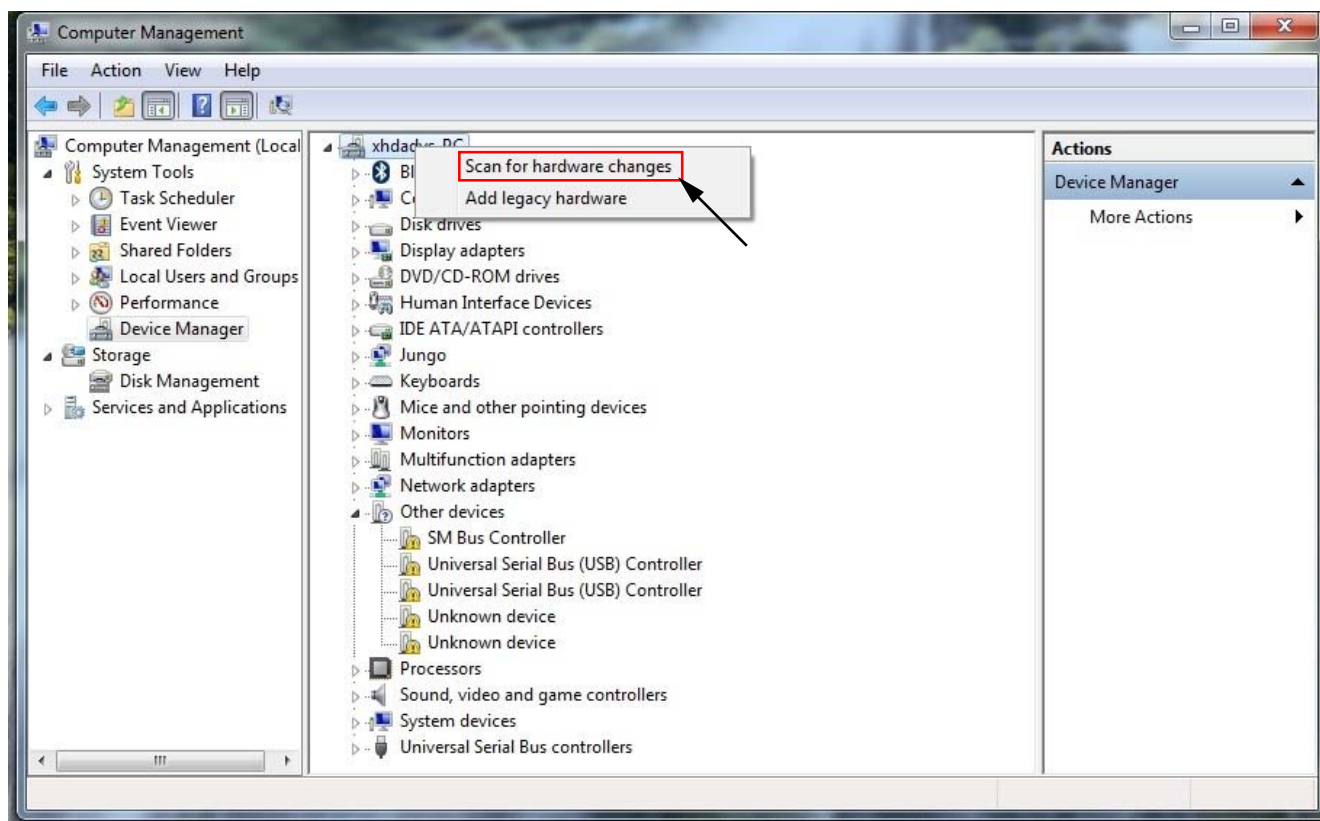 Computer Management
File Action View Help
Computer Management (Local
System Tools
Task Scheduler
Event Viewer
Shared Folders
Local Users and Groups
Performance
Device Manager
Storage
Disk Management
Services and Applications
Scan for hardware changes
Add legacy hardware
Disk drives
Display adapters
DVD/CD-ROM drives
Human Interface Devices
IDE ATA/ATAPI controllers
Jungo
Keyboards
Mice and other pointing devices
Monitors
Multifunction adapters
Network adapters
Other devices
SM Bus Controller
Universal Serial Bus (USB) Controller
Universal Serial Bus (USB) Controller
Unknown device
Unknown device
Processors
Sound, video and game controllers
System devices
Universal Serial Bus controllers
Actions
Device Manager
More Actions